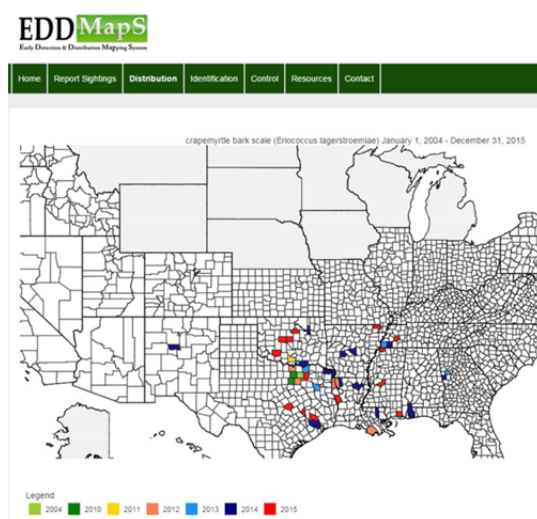 EDDMapS
Early Detection & Distribution Mapping System
Home Report Sightings Distribution Identification Control Resources Contact
crapemyrtle bark scale (Eriococcus lagerstroemiae) January 1, 2004 - December 31, 2015
Legend
2004 2010 2011 2012 2013 2014 2015